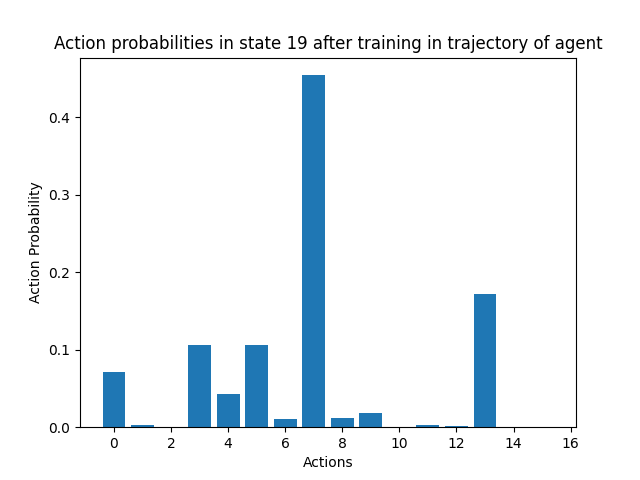 Action probabilities in state 19 after training in trajectory of agent
Action Probability
0.4
0.3
0.2
0.1
0.0
0 2 4 6 8 10 12 14 16
Actions